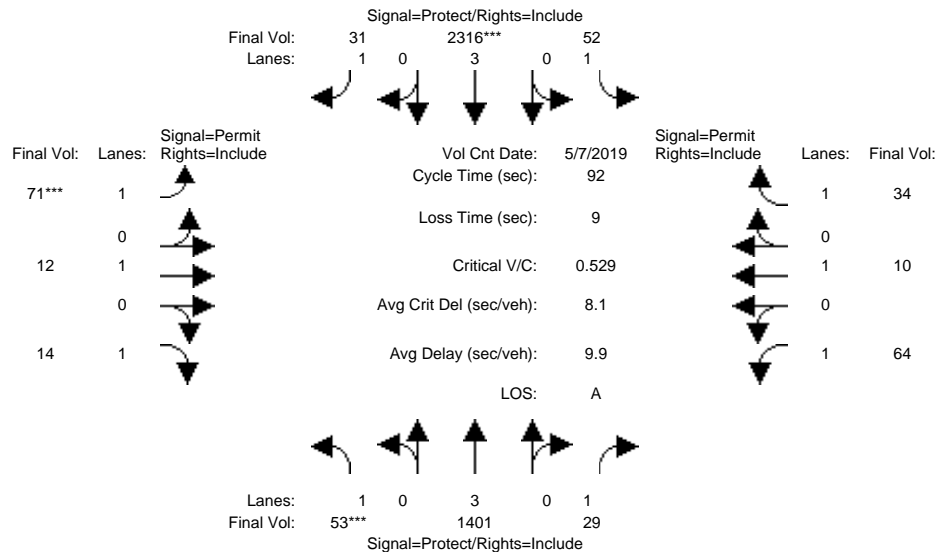 Signal=Protect/Rights=Include
Final Vol: 31 2316*** 52
Lanes: 1 0 3 0 1
Signal=Permit Signal=Permit
Final Vol: Lanes: Rights=Include Vol Cnt Date: 5/7/2019 Rights=Include Lanes: Final Vol:
Cycle Time (sec): 92
71*** 1 1 34
Loss Time (sec): 9
0 0
12 1 Critical V/C: 0.529 1 10
0 Avg Crit Del (sec/veh): 8.1 0
14 1 Avg Delay (sec/veh): 9.9 1 64
LOS: A
Lanes: 1 0 3 0 1
Final Vol: 53*** 1401 29
Signal=Protect/Rights=Include